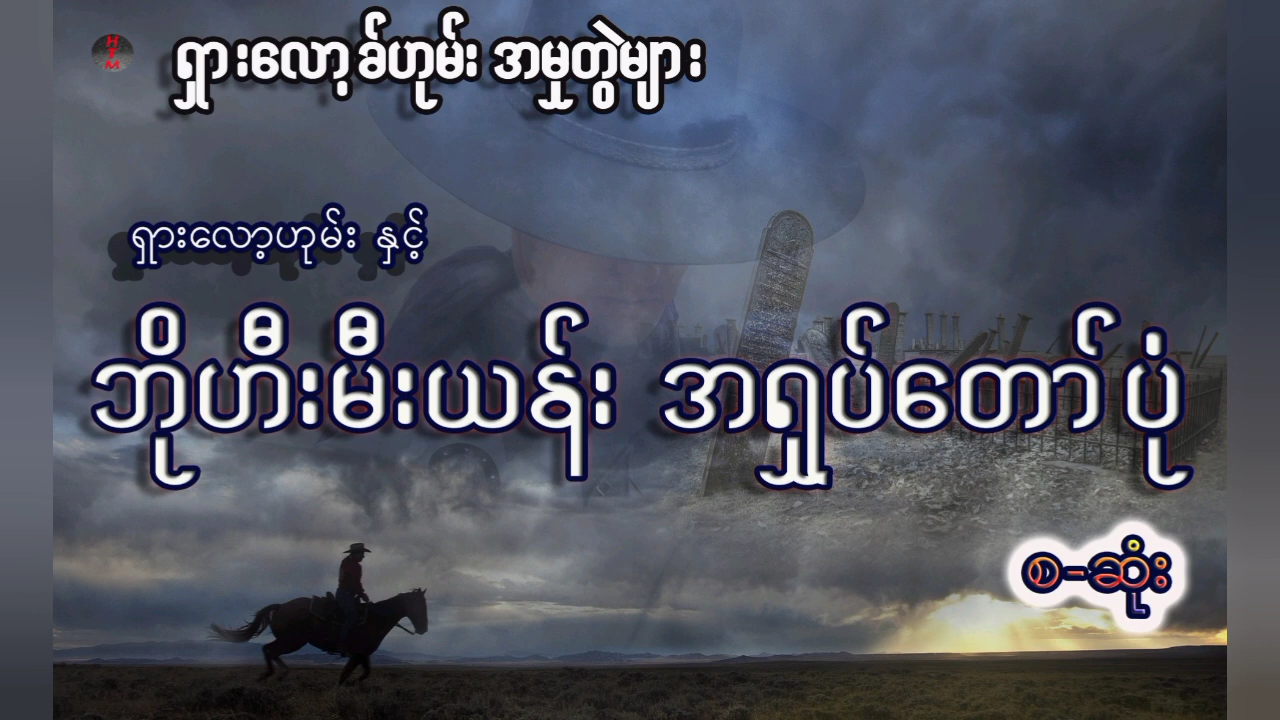 HTM
ရှားလော့ခ်ဟုမ်း အမှုတွဲများ
ရှားလော့ဟုမ်း နှင့်
ဘိုဟီးမီးယန်း အရှုပ်တော်ပုံ
စ-ဆုံး